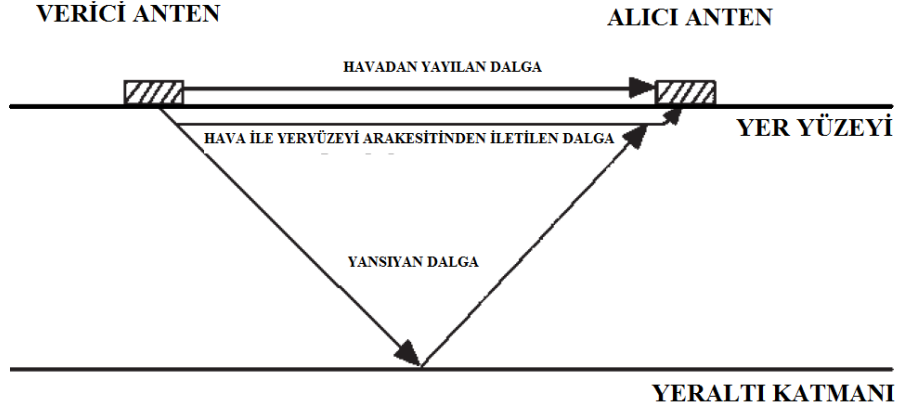 VERİCİ ANTEN
ALICI ANTEN
HAVADAN YAYILAN DALGA
YER YÜZEYİ
HAVA İLE YERYÜZEYİ ARAKESİTİNDEN İLETİLEN DALGA
YANSIYAN DALGA
YERALTI KATMANI